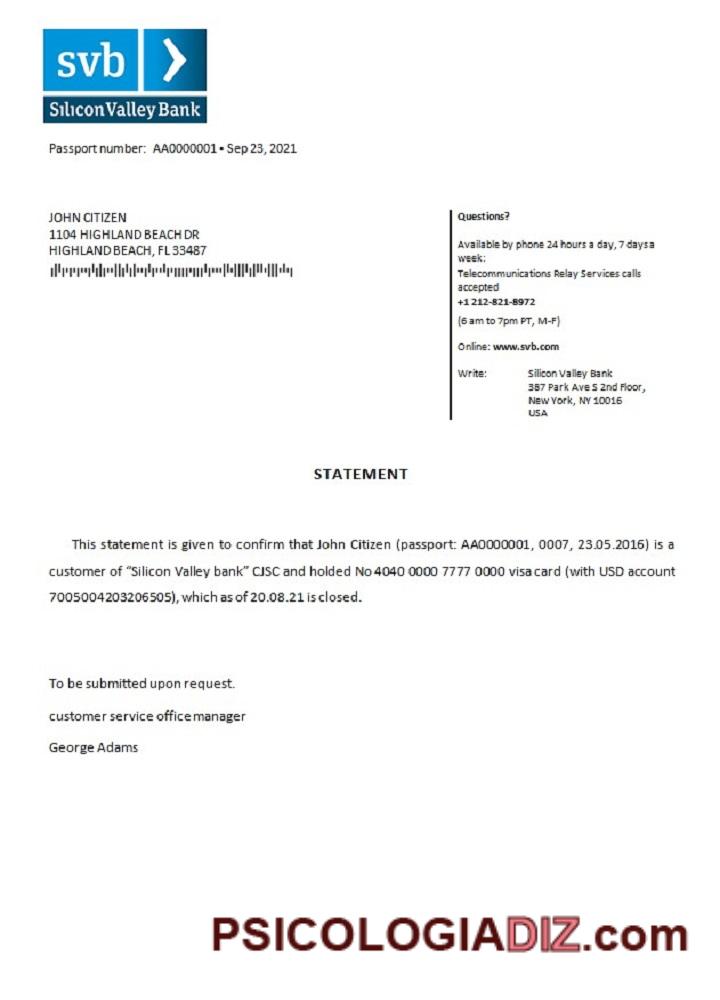 svb
Silicon Valley Bank
Passport number: AA0000001 • Sep 23, 2021
JOHN CITIZEN
1104 HIGHLAND BEACH DR
HIGHLAND BEACH, FL 33487
Questions?
Available by phone 24 hours a day, 7 days a
week:
Telecommunications Relay Services calls
accepted
+1 212-821-8972
(6 am to 7pm PT, M-F)
Online: www.svb.com
Write: Silicon Valley Bank
387 Park Ave S 2nd Floor,
New York, NY 10016
USA
STATEMENT
This statement is given to confirm that John Citizen (passport: AA0000001, 0007, 23.05.2016) is a
customer of “Silicon Valley bank” CJSC and holded No 4040 0000 7777 0000 visa card (with USD account
7005004203206505), which as of 20.08.21 is closed.
To be submitted upon request.
customer service office manager
George Adams
PSICOLOGIADIZ.com